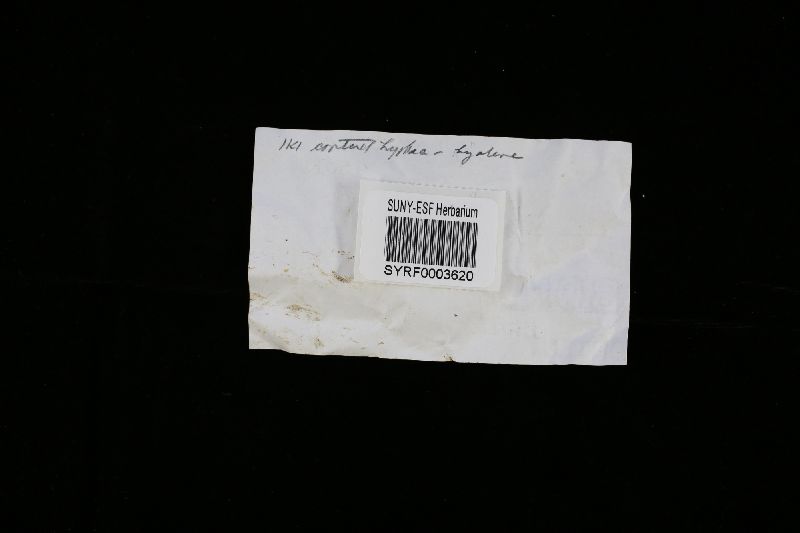 IKI context hyphae - hyaline
SUNY-ESF Herbarium
SYRF0003620